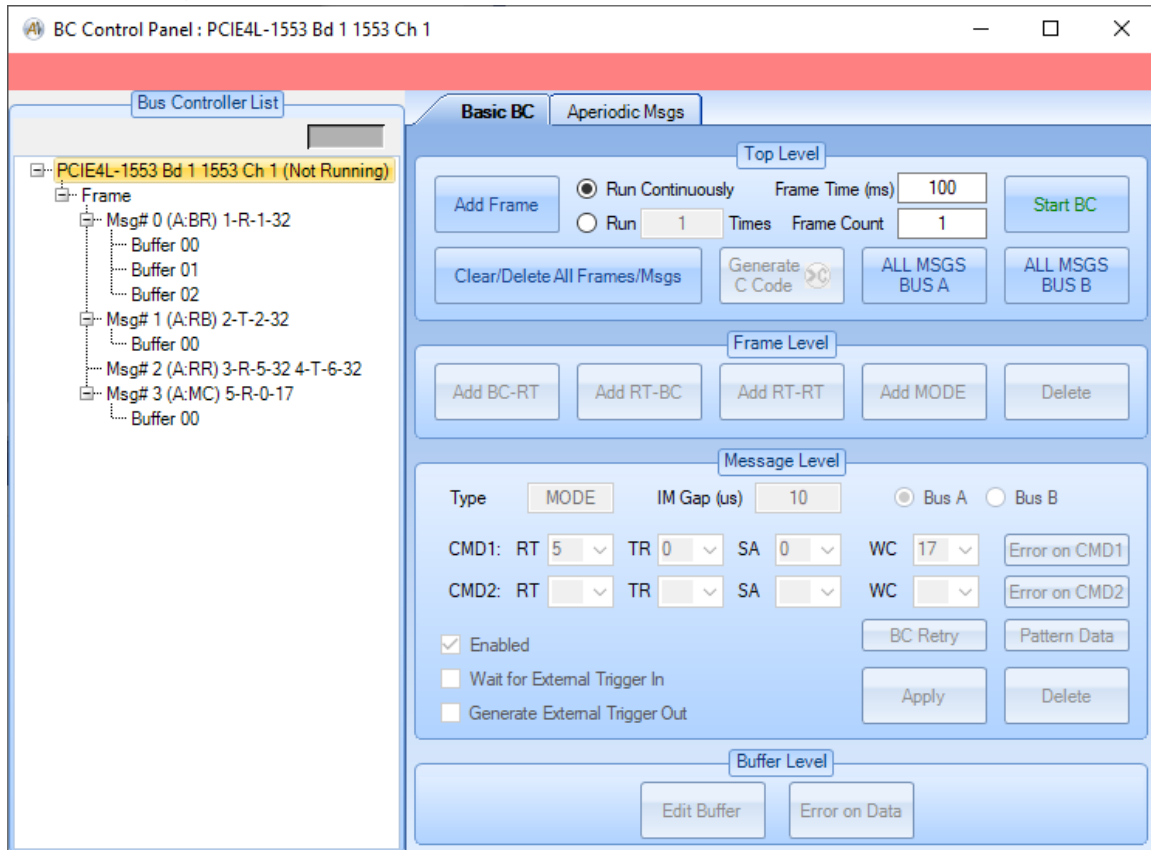 BC Control Panel : PCIE4L-1553 Bd 1 1553 Ch 1
Bus Controller List
PCIE4L-1553 Bd 1 1553 Ch 1 (Not Running)
Frame
Msg# 0 (A:BR) 1-R-1-32
Buffer 00
Buffer 01
Buffer 02
Msg# 1 (A:RB) 2-T-2-32
Buffer 00
Msg# 2 (A:RR) 3-R-5-32 4-T-6-32
Msg# 3 (A:MC) 5-R-0-17
Buffer 00
Basic BC Aperiodic Msgs
Top Level
Add Frame
Run Continuously Frame Time (ms) 100
Run 1 Times Frame Count 1
Start BC
Clear/Delete All Frames/Msgs
Generate
C Code
ALL MSGS
BUS A
ALL MSGS
BUS B
Frame Level
Add BC-RT Add RT-BC Add RT-RT Add MODE Delete
Message Level
Type MODE IM Gap (us) 10 Bus A Bus B
CMD1: RT 5 TR 0 SA 0 WC 17 Error on CMD1
CMD2: RT TR SA WC Error on CMD2
Enabled
BC Retry Pattern Data
Wait for External Trigger In
Generate External Trigger Out
Apply Delete
Buffer Level
Edit Buffer Error on Data